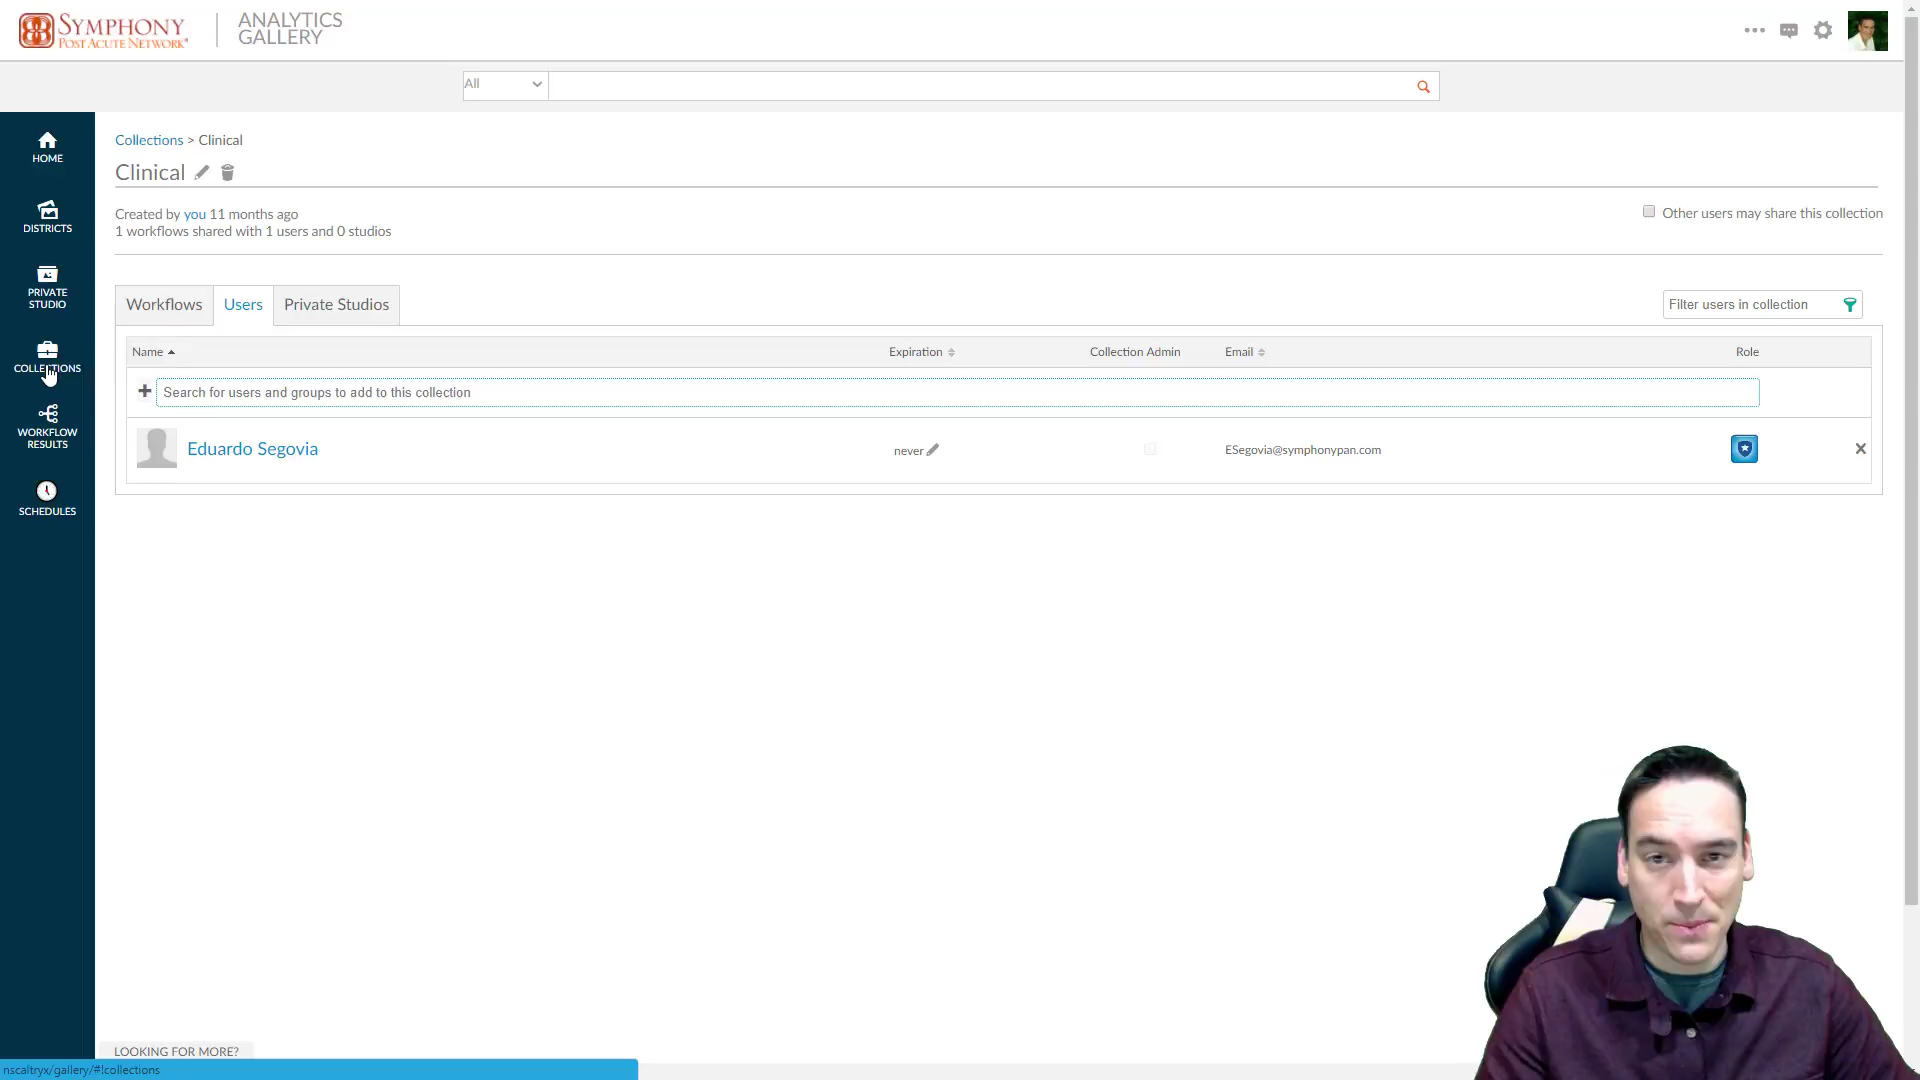 SYMPHONY
POST ACUTE NETWORK
ANALYTICS
GALLERY
All
HOME
DISTRICTS
PRIVATE
STUDIO
COLLECTIONS
WORKFLOW
RESULTS
SCHEDULES
Collections > Clinical
Clinical
Created by you 11 months ago
1 workflows shared with 1 users and 0 studios
Other users may share this collection
Workflows Users Private Studios
Filter users in collection
Name Expiration Collection Admin Email Role
Search for users and groups to add to this collection
Eduardo Segovia never ESegovia@symphonypan.com
LOOKING FOR MORE?
nscaltryx/gallery/#!collections